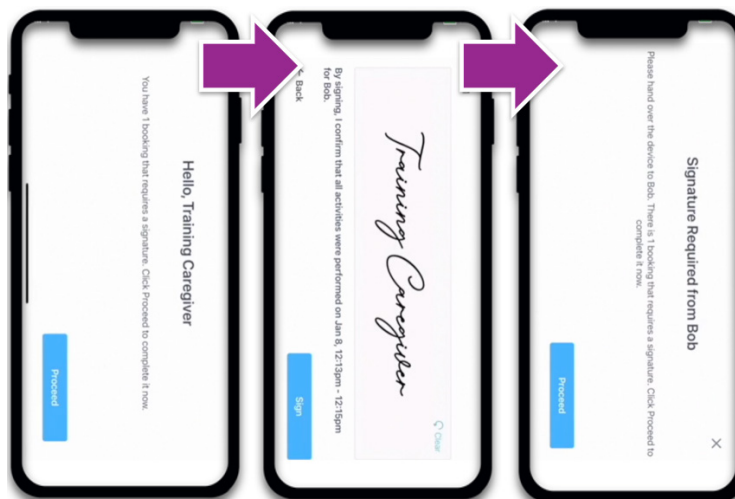 Hello, Training Caregiver
You have 1 booking that requires a signature. Click Proceed to complete it now.
Proceed
Clear
Training Caregiver
By signing, I confirm that all activities were performed on Jan 8, 12:13pm - 12:15pm
for Bob.
Back
Sign
Signature Required from Bob
Please hand over the device to Bob. There is 1 booking that requires a signature. Click Proceed to
complete it now.
Proceed